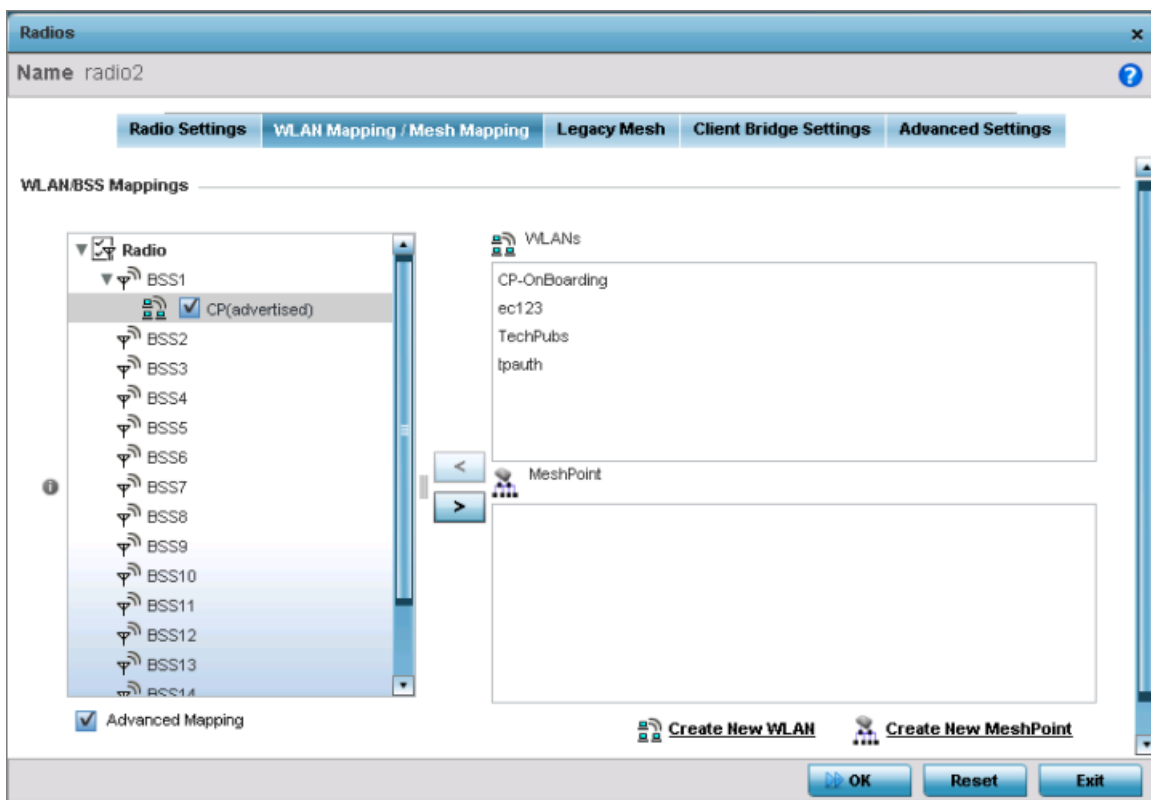 Radios
Name radio2
Radio Settings
WLAN Mapping / Mesh Mapping
Legacy Mesh
Client Bridge Settings
Advanced Settings
WLAN/BSS Mappings
Radio
BSS1
CP(advertised)
BSS2
BSS3
BSS4
BSS5
BSS6
BSS7
BSS8
BSS9
BSS10
BSS11
BSS12
BSS13
BSS14
Advanced Mapping
<
>
WLANs
CP-OnBoarding
ec123
TechPubs
tpauth
MeshPoint
Create New WLAN
Create New MeshPoint
OK
Reset
Exit